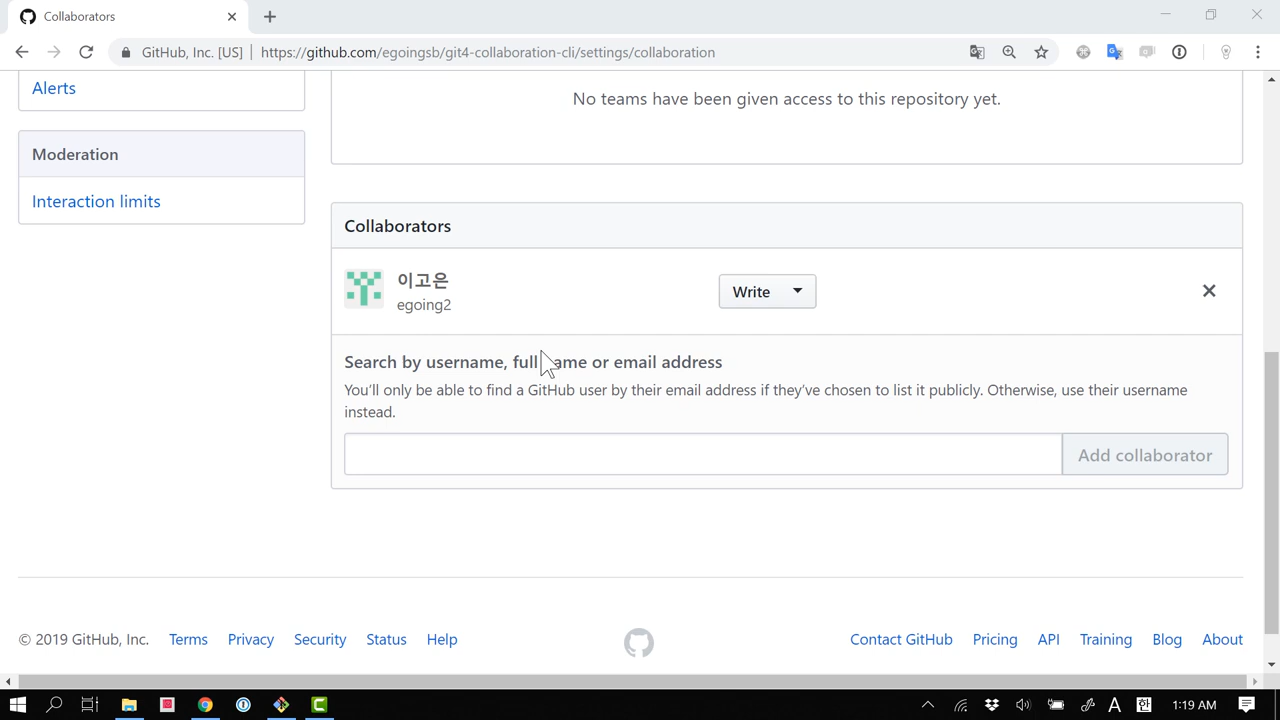 Collaborators
GitHub, Inc. [US] | https://github.com/egoingsb/git4-collaboration-cli/settings/collaboration
Alerts
No teams have been given access to this repository yet.
Moderation
Interaction limits
Collaborators
이고은
egoing2
Write
Search by username, full name or email address
You'll only be able to find a GitHub user by their email address if they've chosen to list it publicly. Otherwise, use their username
instead.
Add collaborator
© 2019 GitHub, Inc. Terms Privacy Security Status Help
Contact GitHub Pricing API Training Blog About
A 한 1:19 AM